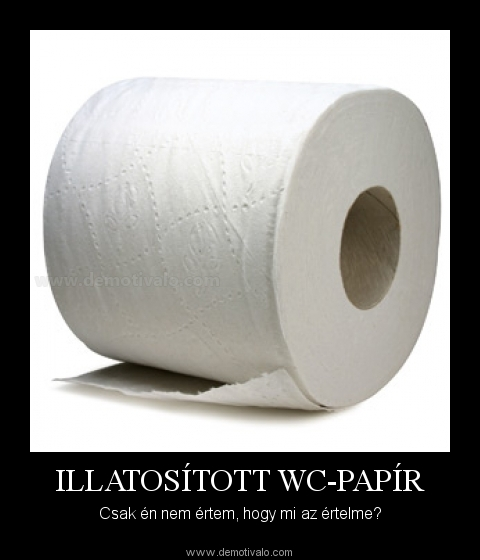 www.demotivalo.com
ILLATOSÍTOTT WC-PAPÍR
Csak én nem értem, hogy mi az értelme?
www.demotivalo.com